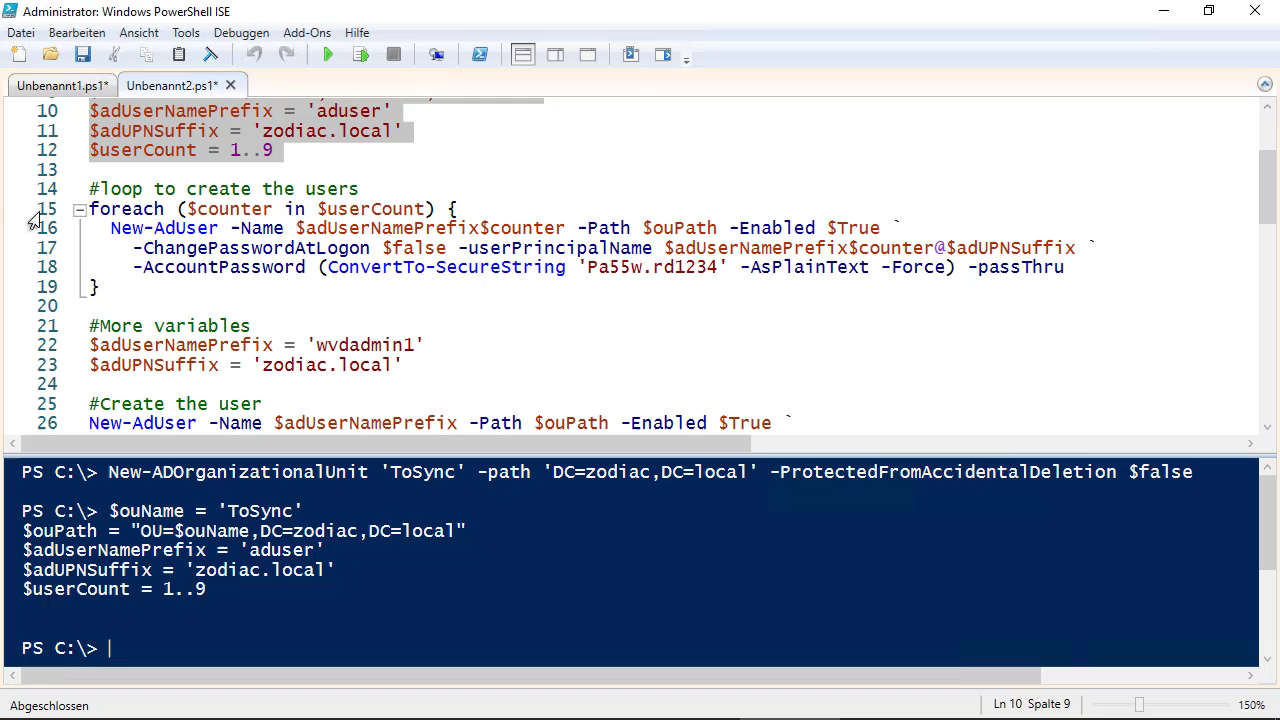 Administrator: Windows PowerShell ISE
Datei Bearbeiten Ansicht Tools Debuggen Add-Ons Hilfe
Unbenannt1.ps1* Unbenannt2.ps1*
10 $adUserNamePrefix = 'aduser'
11 $adUPNSuffix = 'zodiac.local'
12 $userCount = 1..9
13
14 #loop to create the users
15 foreach ($counter in $userCount) {
16 New-AdUser -Name $adUserNamePrefix$counter -Path $ouPath -Enabled $True `
17 -ChangePasswordAtLogon $false -userPrincipalName $adUserNamePrefix$counter@$adUPNSuffix `
18 -AccountPassword (ConvertTo-SecureString 'Pa55w.rd1234' -AsPlainText -Force) -passThru
19 }
20
21 #More variables
22 $adUserNamePrefix = 'wvdadmin1'
23 $adUPNSuffix = 'zodiac.local'
24
25 #Create the user
26 New-AdUser -Name $adUserNamePrefix -Path $ouPath -Enabled $True `
PS C:\> New-ADOrganizationalUnit 'ToSync' -path 'DC=zodiac,DC=local' -ProtectedFromAccidentalDeletion $false
PS C:\> $ouName = 'ToSync'
$ouPath = "OU=$ouName,DC=zodiac,DC=local"
$adUserNamePrefix = 'aduser'
$adUPNSuffix = 'zodiac.local'
$userCount = 1..9
PS C:\>
Abgeschlossen
Ln 10 Spalte 9
150%